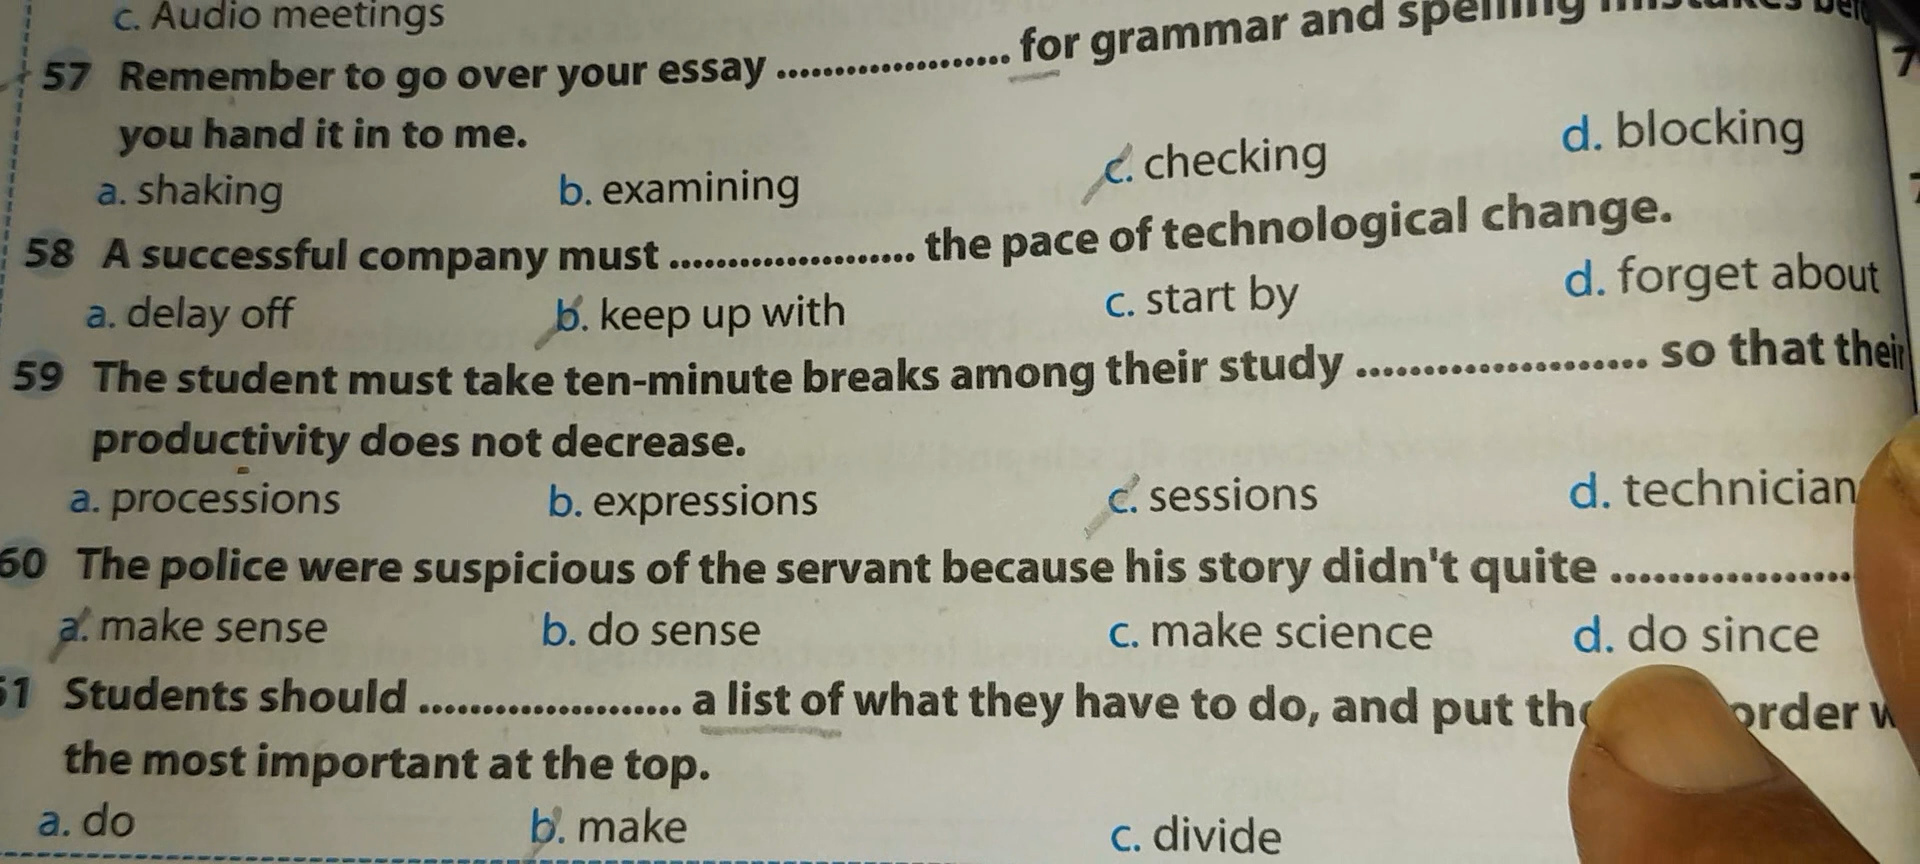 c. Audio meetings
57 Remember to go over your essay .................... for grammar and spelling mistakes
you hand it in to me.
a. shaking b. examining c. checking d. blocking
58 A successful company must .................... the pace of technological change.
a. delay off b. keep up with c. start by d. forget about
59 The student must take ten-minute breaks among their study .................... so that their
productivity does not decrease.
a. processions b. expressions c. sessions d. technician
60 The police were suspicious of the servant because his story didn't quite ....................
a. make sense b. do sense c. make science d. do since
61 Students should .................... a list of what they have to do, and put order
the most important at the top.
a. do b. make c. divide